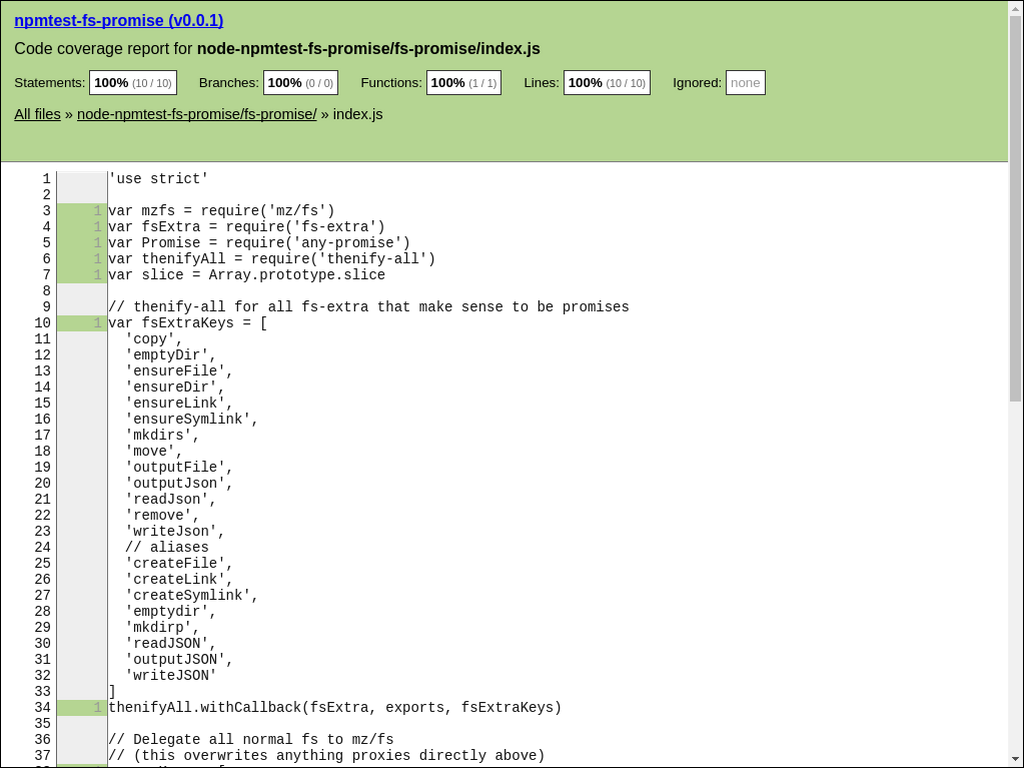 npmtest-fs-promise (v0.0.1)
Code coverage report for node-npmtest-fs-promise/fs-promise/index.js
Statements: 100% (10 / 10) Branches: 100% (0 / 0) Functions: 100% (1 / 1) Lines: 100% (10 / 10) Ignored: none
All files » node-npmtest-fs-promise/fs-promise/ » index.js
1 'use strict'
2
3 1 var mzfs = require('mz/fs')
4 1 var fsExtra = require('fs-extra')
5 1 var Promise = require('any-promise')
6 1 var thenifyAll = require('thenify-all')
7 1 var slice = Array.prototype.slice
8
9 // thenify-all for all fs-extra that make sense to be promises
10 1 var fsExtraKeys = [
11 'copy',
12 'emptyDir',
13 'ensureFile',
14 'ensureDir',
15 'ensureLink',
16 'ensureSymlink',
17 'mkdirs',
18 'move',
19 'outputFile',
20 'outputJson',
21 'readJson',
22 'remove',
23 'writeJson',
24 // aliases
25 'createFile',
26 'createLink',
27 'createSymlink',
28 'emptydir',
29 'mkdirp',
30 'readJSON',
31 'outputJSON',
32 'writeJSON'
33 ]
34 1 thenifyAll.withCallback(fsExtra, exports, fsExtraKeys)
35
36 // Delegate all normal fs to mz/fs
37 // (this overwrites anything proxies directly above)